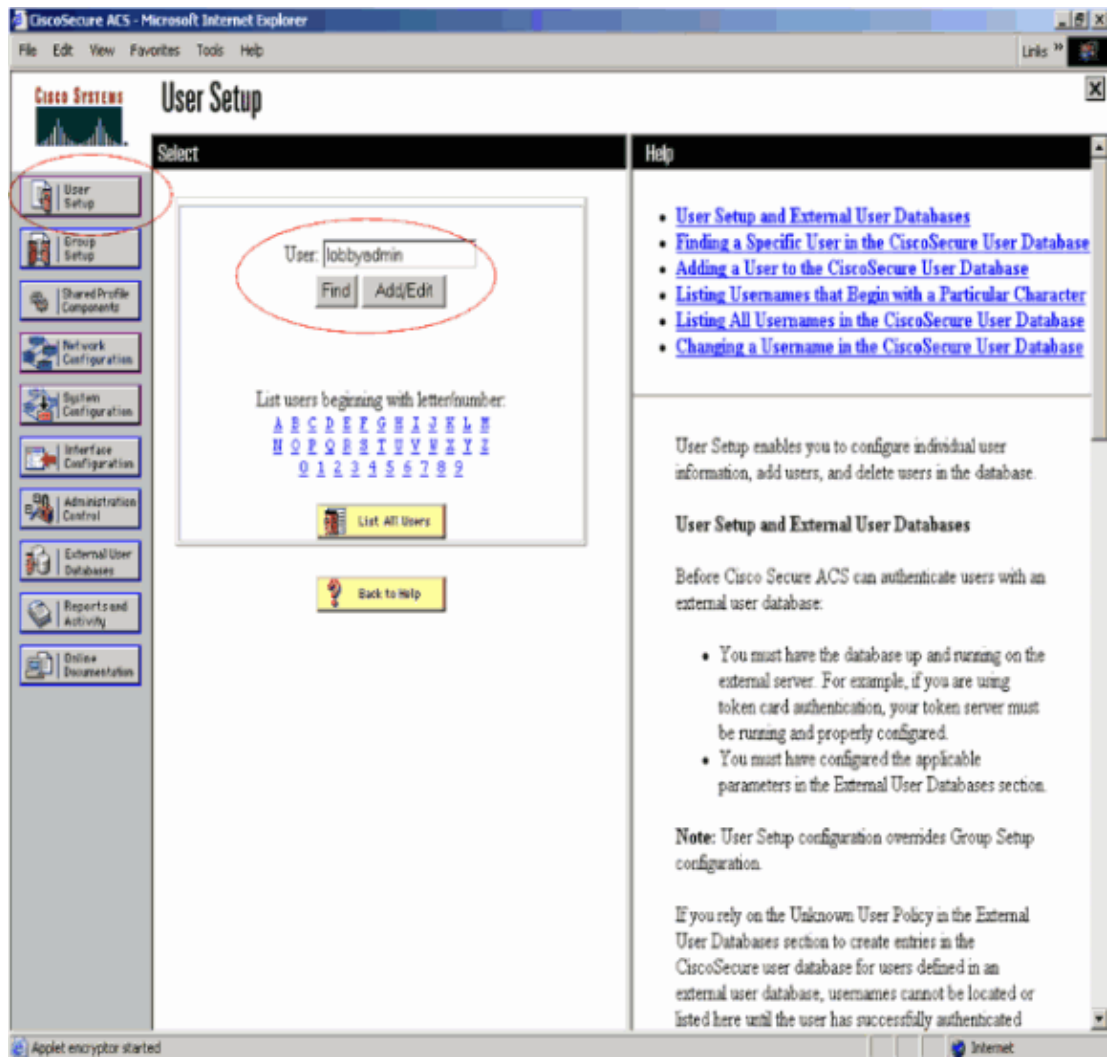 CiscoSecure ACS - Microsoft Internet Explorer
File Edit View Favorites Tools Help
Links »
CISCO SYSTEMS
User Setup
Select
Help
User
Setup
Group
Setup
Shared Profile
Components
Network
Configuration
System
Configuration
Interface
Configuration
Administration
Control
External User
Databases
Reports and
Activity
Online
Documentation
User: lobbyadmin
Find Add/Edit
List users beginning with letter/number:
A B C D E F G H I J K L M
N O P Q R S T U V W X Y Z
0 1 2 3 4 5 6 7 8 9
List All Users
Back to Help
• User Setup and External User Databases
• Finding a Specific User in the CiscoSecure User Database
• Adding a User to the CiscoSecure User Database
• Listing Usernames that Begin with a Particular Character
• Listing All Usernames in the CiscoSecure User Database
• Changing a Username in the CiscoSecure User Database
User Setup enables you to configure individual user
information, add users, and delete users in the database.
User Setup and External User Databases
Before Cisco Secure ACS can authenticate users with an
external user database:
• You must have the database up and running on the
external server. For example, if you are using
token card authentication, your token server must
be running and properly configured.
• You must have configured the applicable
parameters in the External User Databases section.
Note: User Setup configuration overrides Group Setup
configuration.
If you rely on the Unknown User Policy in the External
User Databases section to create entries in the
CiscoSecure user database for users defined in an
external user database, usernames cannot be located or
listed here until the user has successfully authenticated
Applet encryptor started
Internet